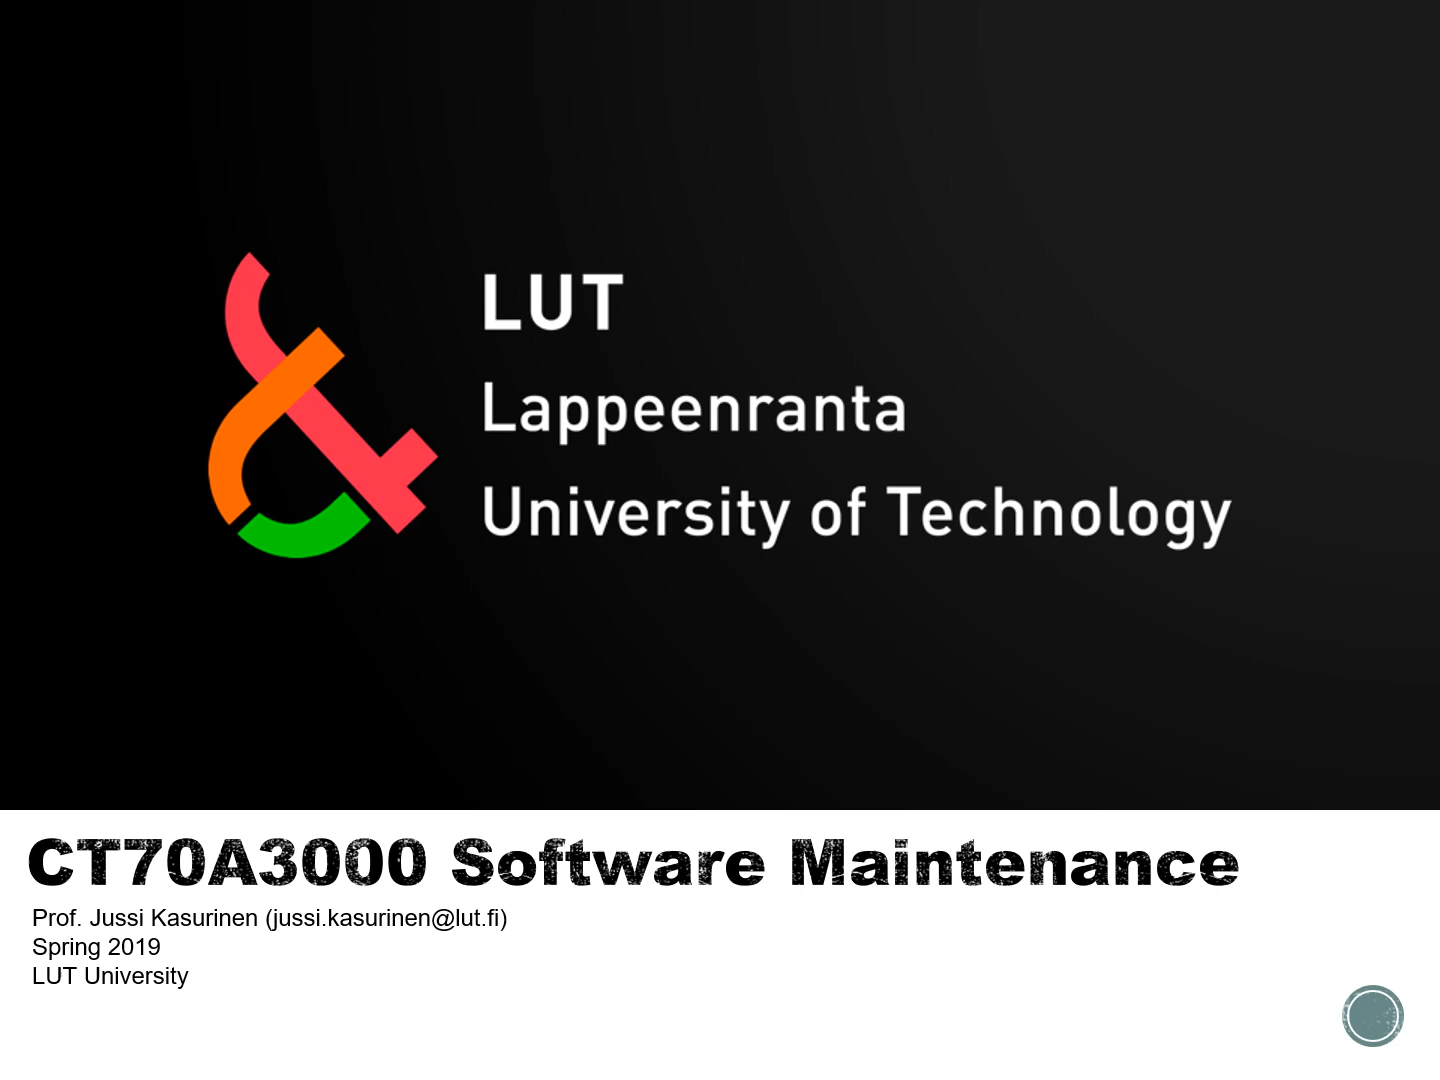 LUT
Lappeenranta
University of Technology
CT70A3000 Software Maintenance
Prof. Jussi Kasurinen (jussi.kasurinen@lut.fi)
Spring 2019
LUT University